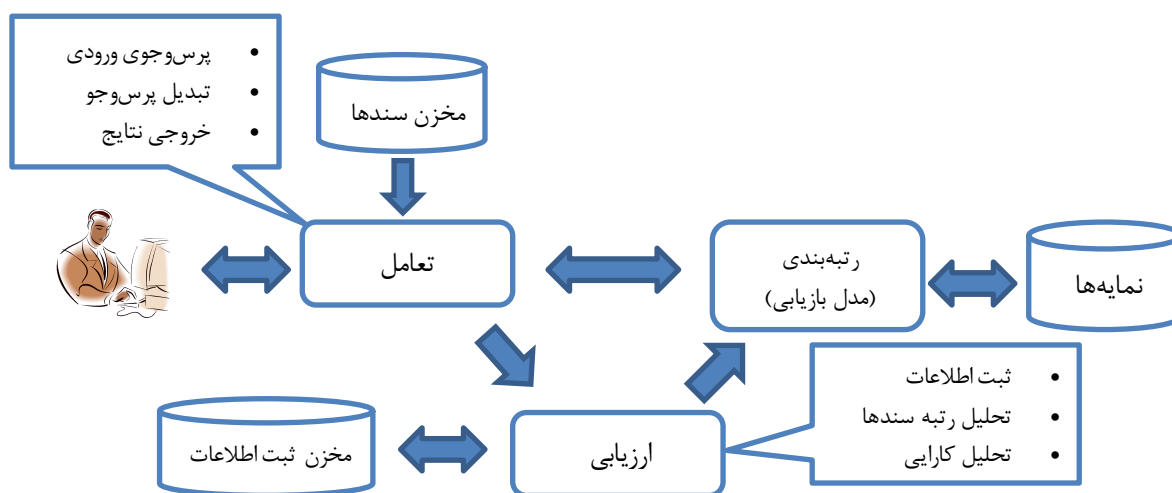 • پرس‌وجوی ورودی
• تبدیل پرس‌وجو
• خروجی نتایج
مخزن سندها
تعامل
رتبه‌بندی
(مدل بازیابی)
نمایه‌ها
• ثبت اطلاعات
• تحلیل رتبه سندها
• تحلیل کارایی
ارزیابی
مخزن ثبت اطلاعات